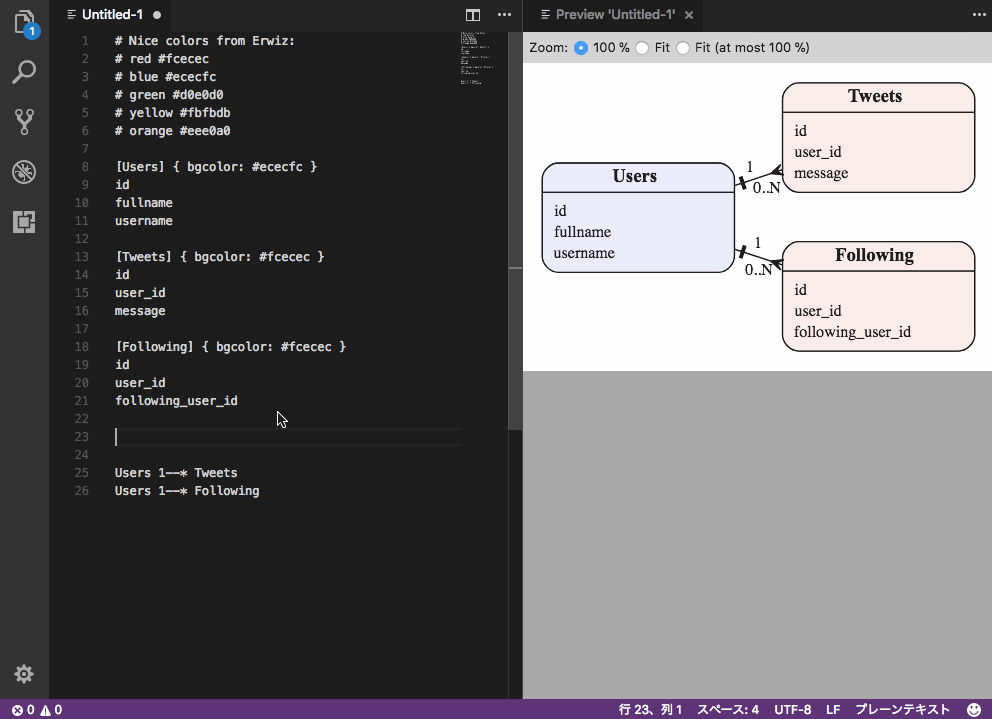 Untitled-1
Preview 'Untitled-1'
1
Zoom: 100 % Fit Fit (at most 100 %)
1 # Nice colors from Erwiz:
2 # red #fcecec
3 # blue #ececfc
4 # green #d0e0d0
5 # yellow #fbfbdb
6 # orange #eee0a0
7
8 [Users] { bgcolor: #ececfc }
9 id
10 fullname
11 username
12
13 [Tweets] { bgcolor: #fcecec }
14 id
15 user_id
16 message
17
18 [Following] { bgcolor: #fcecec }
19 id
20 user_id
21 following_user_id
22
23
24
25 Users 1--* Tweets
26 Users 1--* Following
Users
id
fullname
username
1
0..N
Tweets
id
user_id
message
1
0..N
Following
id
user_id
following_user_id
0 0
行 23、列 1 スペース: 4 UTF-8 LF プレーンテキスト